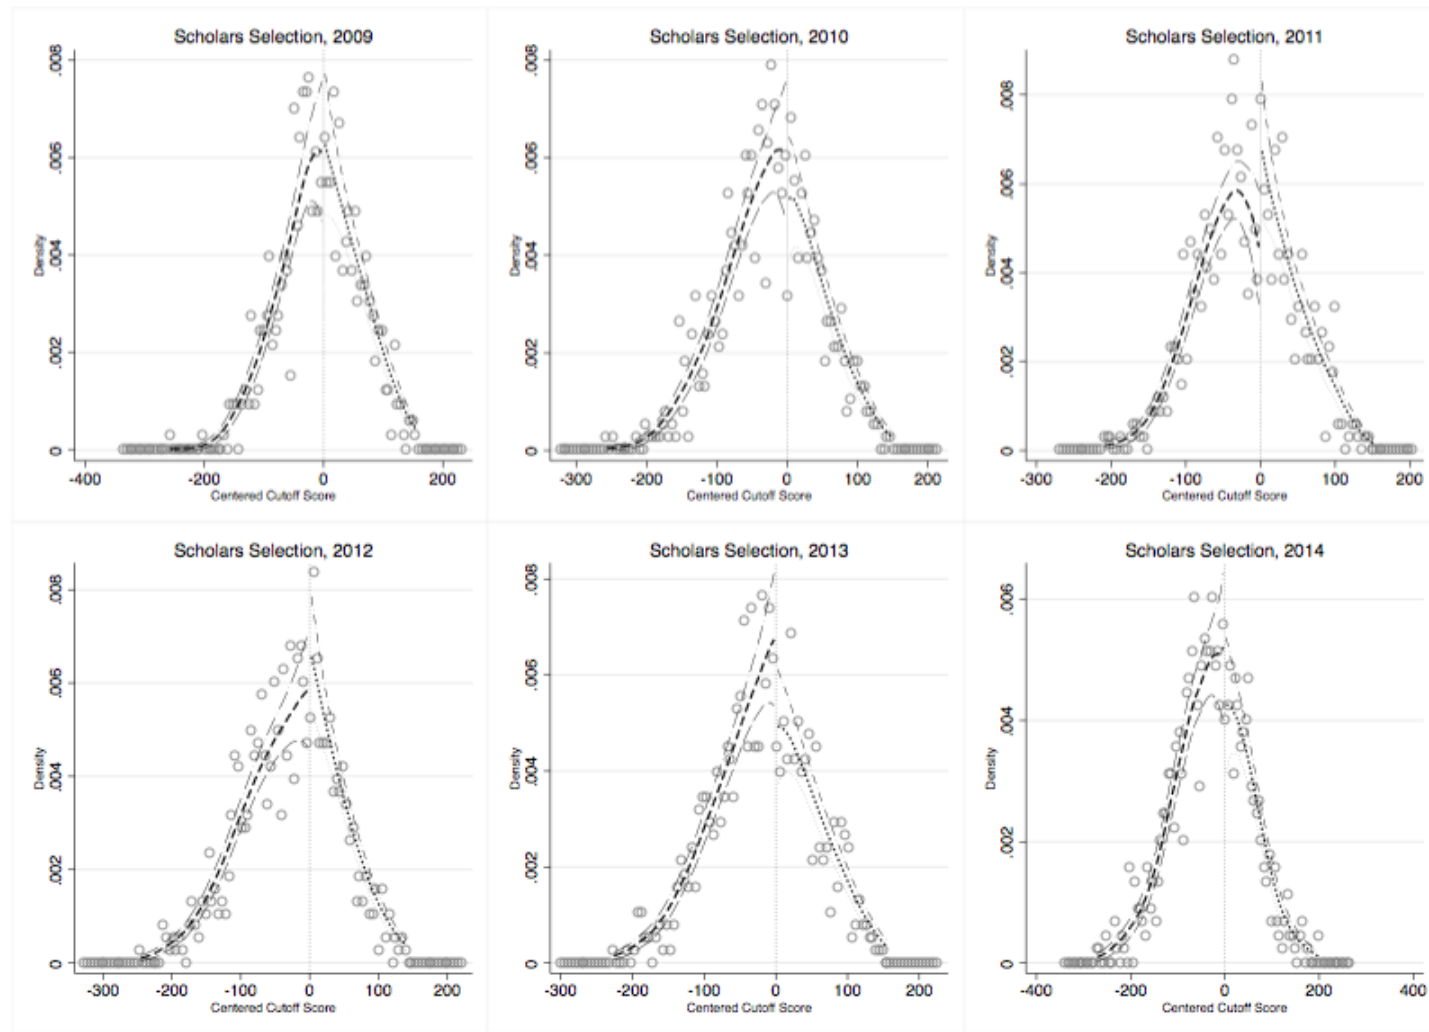 Scholars Selection, 2009
Density
.008
.006
.004
.002
0
-400 -200 0 200
Centered Cutoff Score
Scholars Selection, 2010
Density
.008
.006
.004
.002
0
-300 -200 -100 0 100 200
Centered Cutoff Score
Scholars Selection, 2011
Density
.008
.006
.004
.002
0
-300 -200 -100 0 100 200
Centered Cutoff Score
Scholars Selection, 2012
Density
.008
.006
.004
.002
0
-300 -200 -100 0 100 200
Centered Cutoff Score
Scholars Selection, 2013
Density
.008
.006
.004
.002
0
-300 -200 -100 0 100 200
Centered Cutoff Score
Scholars Selection, 2014
Density
.006
.004
.002
0
-400 -200 0 200 400
Centered Cutoff Score